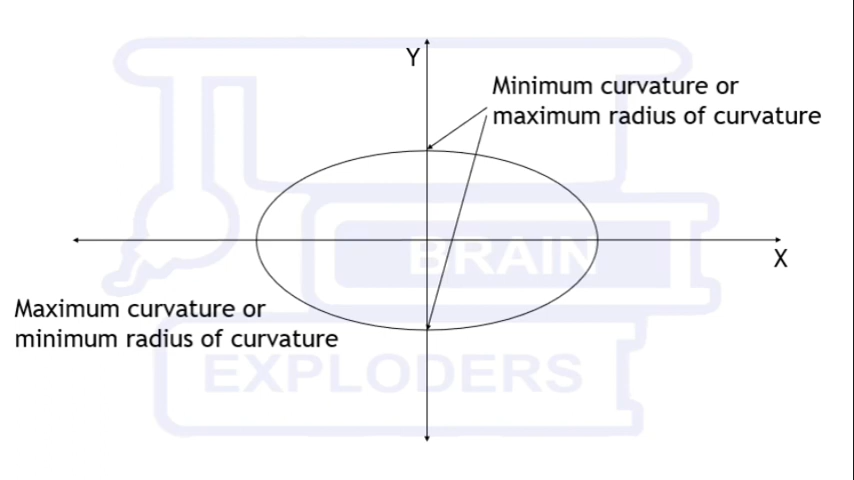 Y
Minimum curvature or
maximum radius of curvature
BRAIN
X
Maximum curvature or
minimum radius of curvature
EXPLODERS